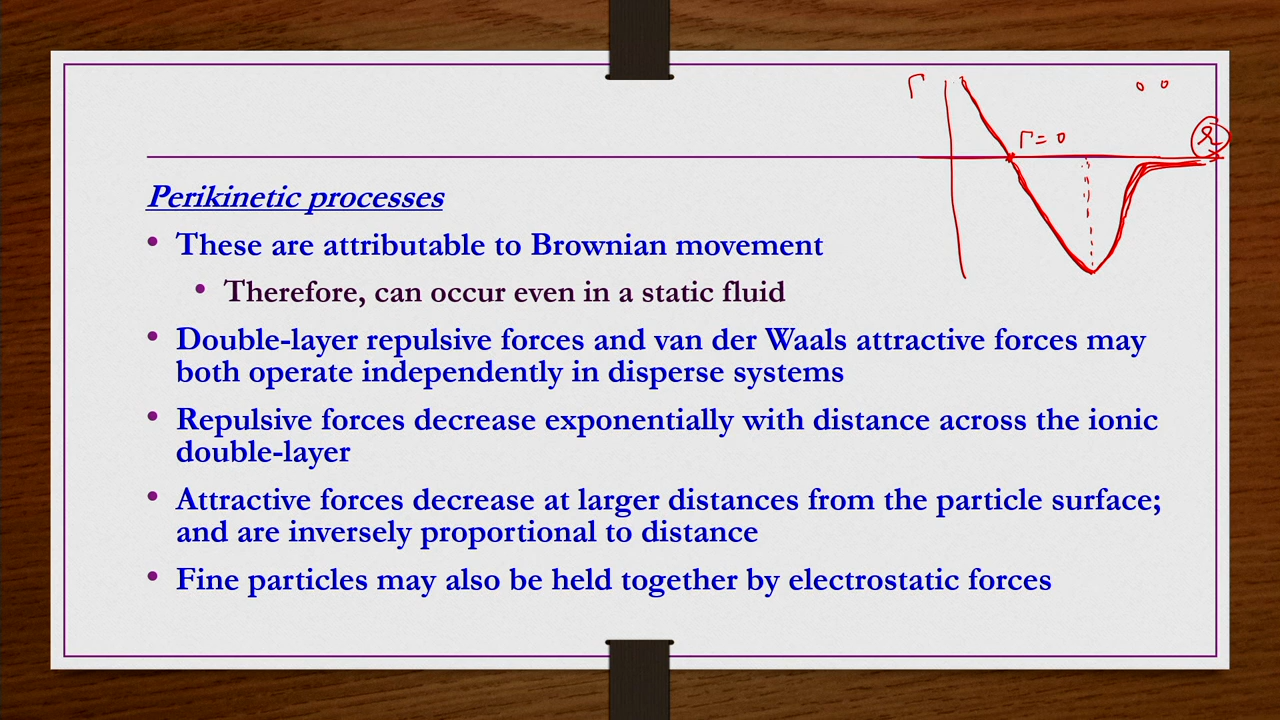 Γ
Γ = 0
r
Perikinetic processes
• These are attributable to Brownian movement
• Therefore, can occur even in a static fluid
• Double-layer repulsive forces and van der Waals attractive forces may
both operate independently in disperse systems
• Repulsive forces decrease exponentially with distance across the ionic
double-layer
• Attractive forces decrease at larger distances from the particle surface;
and are inversely proportional to distance
• Fine particles may also be held together by electrostatic forces